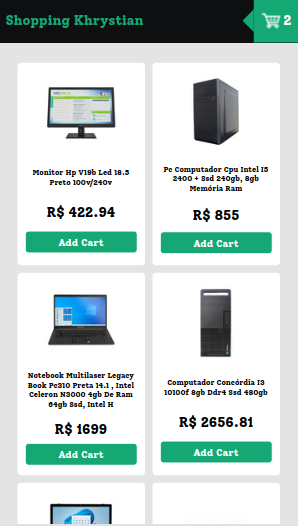 Shopping Khrystian
2
Monitor Hp V19b Led 18.5
Preto 100v/240v
R$ 422.94
Add Cart
Pc Computador Cpu Intel I5
2400 + Ssd 240gb, 8gb
Memória Ram
R$ 855
Add Cart
Notebook Multilaser Legacy
Book Pc310 Preta 14.1 , Intel
Celeron N3000 4gb De Ram
64gb Ssd, Intel H
R$ 1699
Add Cart
Computador Concórdia I3
10100f 8gb Ddr4 Ssd 480gb
R$ 2656.81
Add Cart